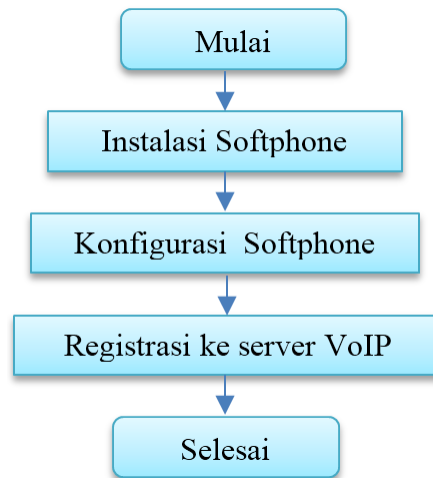 Mulai
Instalasi Softphone
Konfigurasi  Softphone
Registrasi ke server VoIP
Selesai